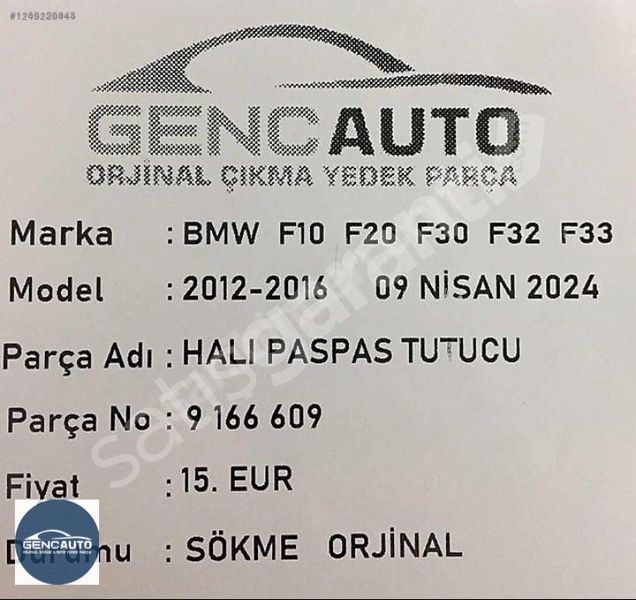 GENCAUTO
ORJİNAL ÇIKMA YEDEK PARÇA
Marka : BMW F10 F20 F30 F32 F33
Model : 2012-2016 09 NİSAN 2024
Parça Adı : HALI PASPAS TUTUCU
Parça No : 9 166 609
Fiyat : 15. EUR
Durumu : SÖKME ORJİNAL
GENCAUTO